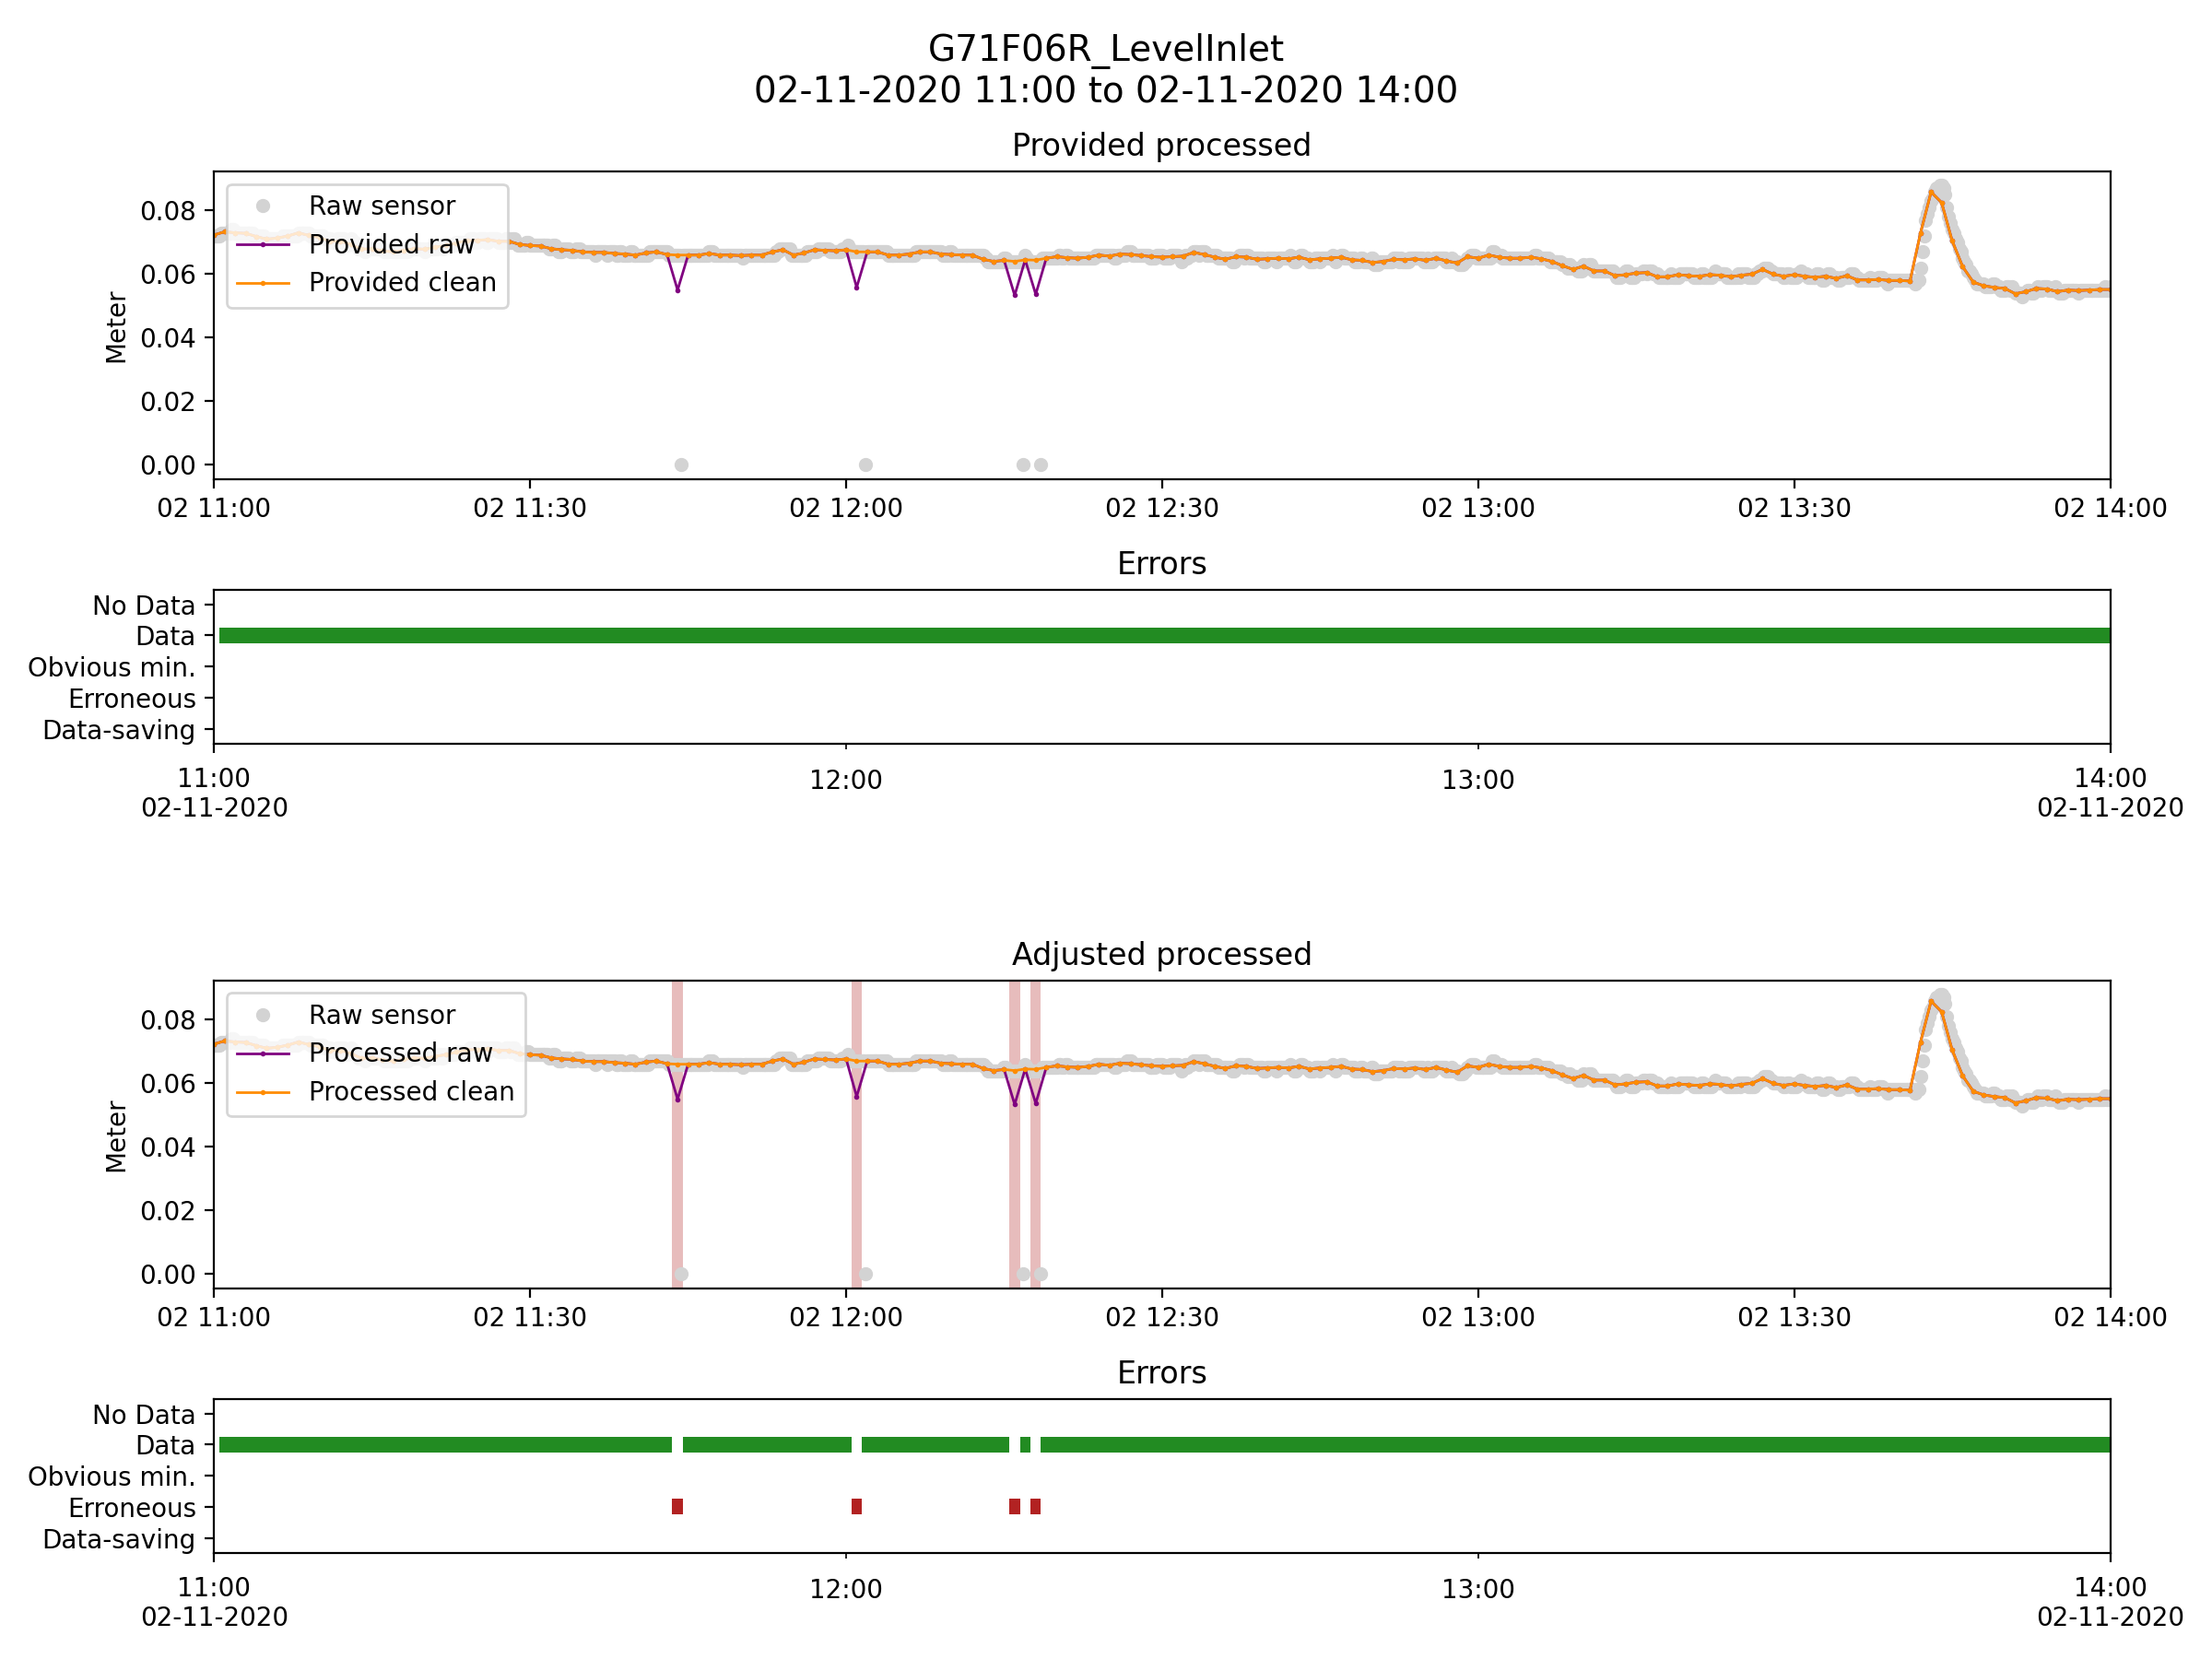 G71F06R_LevelInlet
02-11-2020 11:00 to 02-11-2020 14:00
Provided processed
Raw sensor
Provided raw
Provided clean
Meter
0.08
0.06
0.04
0.02
0.00
02 11:00 02 11:30 02 12:00 02 12:30 02 13:00 02 13:30 02 14:00
Errors
No Data
Data
Obvious min.
Erroneous
Data-saving
11:00 12:00 13:00 14:00
02-11-2020 02-11-2020
Adjusted processed
Raw sensor
Processed raw
Processed clean
Meter
0.08
0.06
0.04
0.02
0.00
02 11:00 02 11:30 02 12:00 02 12:30 02 13:00 02 13:30 02 14:00
Errors
No Data
Data
Obvious min.
Erroneous
Data-saving
11:00 12:00 13:00 14:00
02-11-2020 02-11-2020